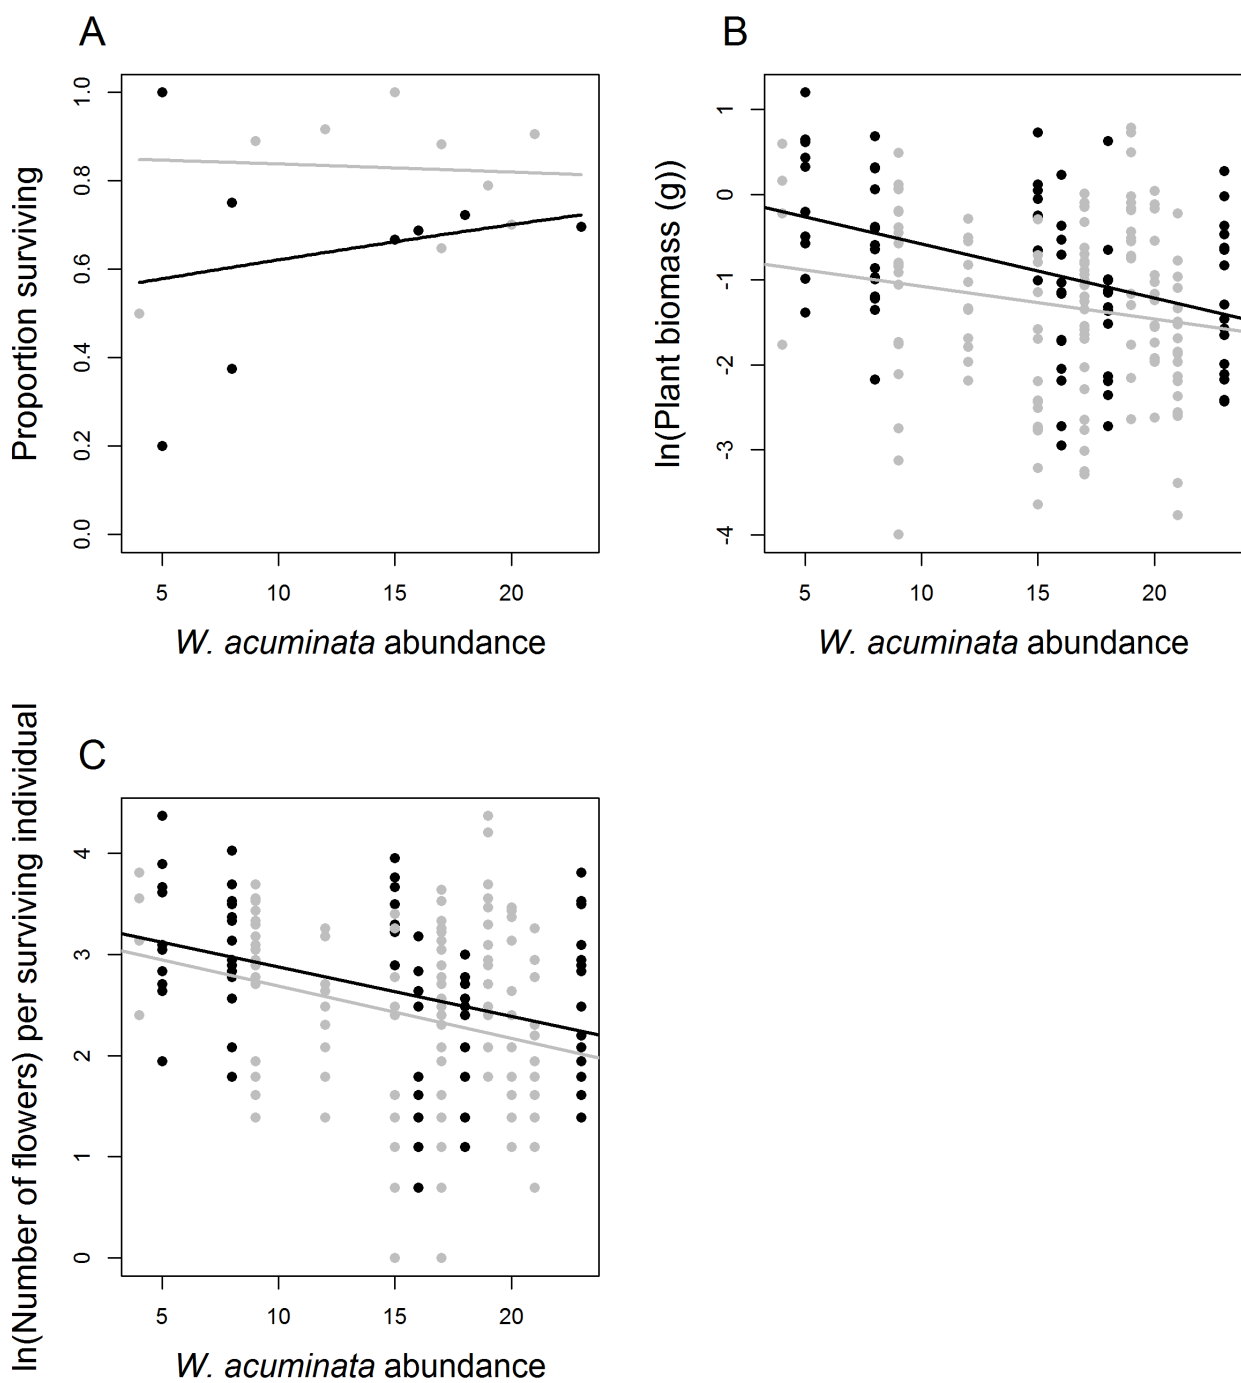 A
Proportion surviving
1.0
0.8
0.6
0.4
0.2
0.0
5 10 15 20
W. acuminata abundance
B
ln(Plant biomass (g))
1
0
-1
-2
-3
-4
5 10 15 20
W. acuminata abundance
C
ln(Number of flowers) per surviving individual
4
3
2
1
0
5 10 15 20
W. acuminata abundance